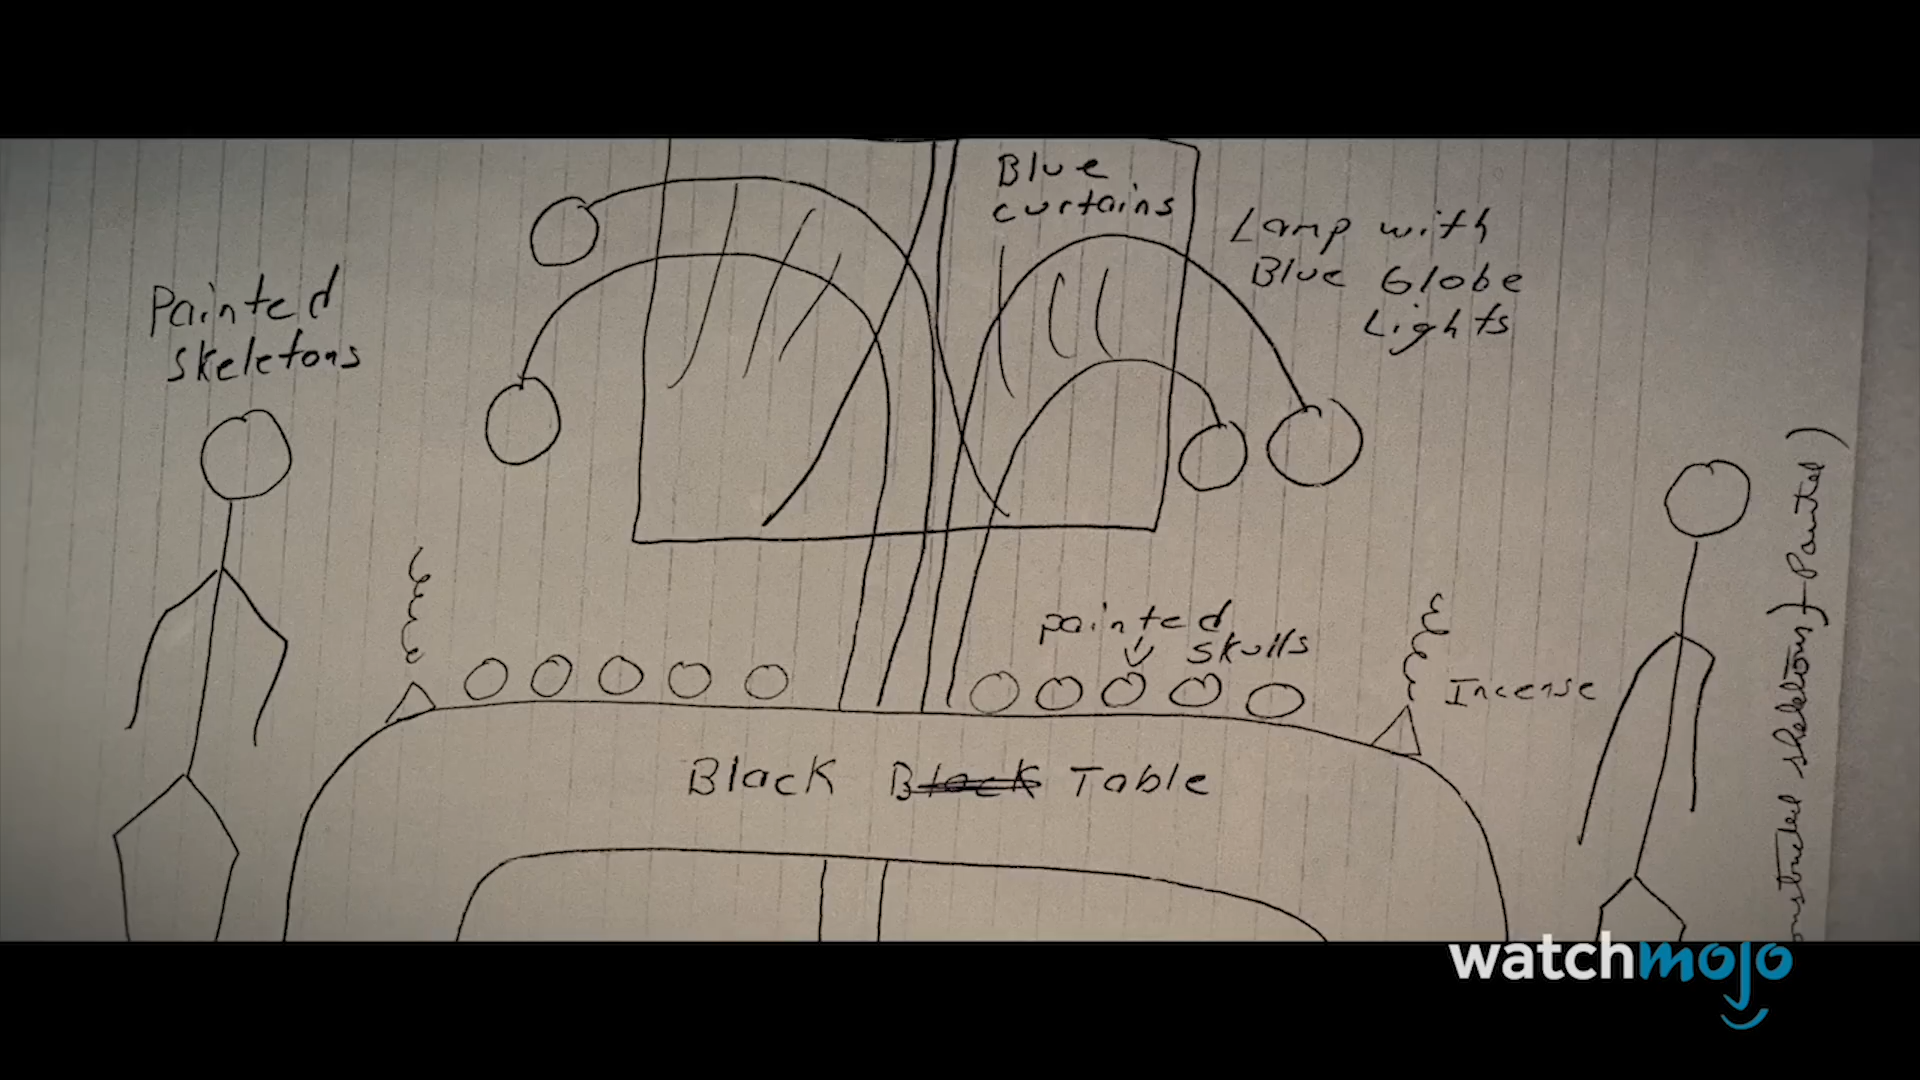 Blue
curtains
Lamp with
Blue Globe
Lights
Painted
Skeletons
painted
skulls
Incense
Black Black Table
skeletons Painted)
watchmojo